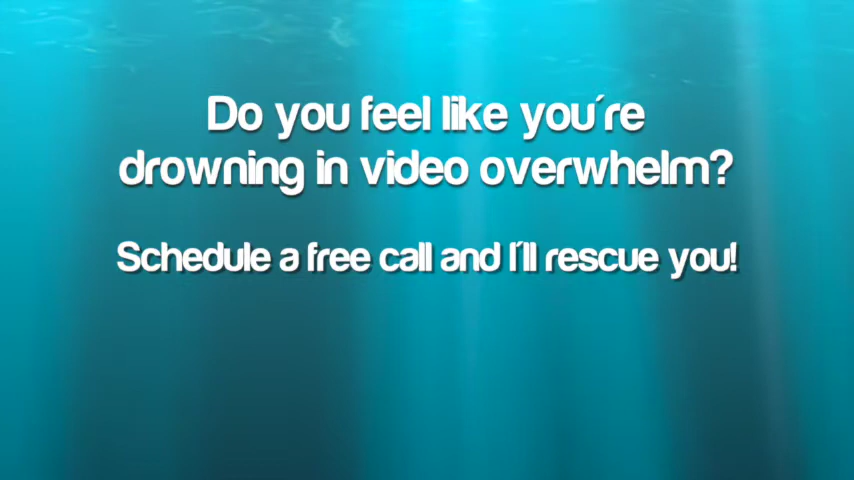 Do you feel like you're
drowning in video overwhelm?
Schedule a free call and I'll rescue you!